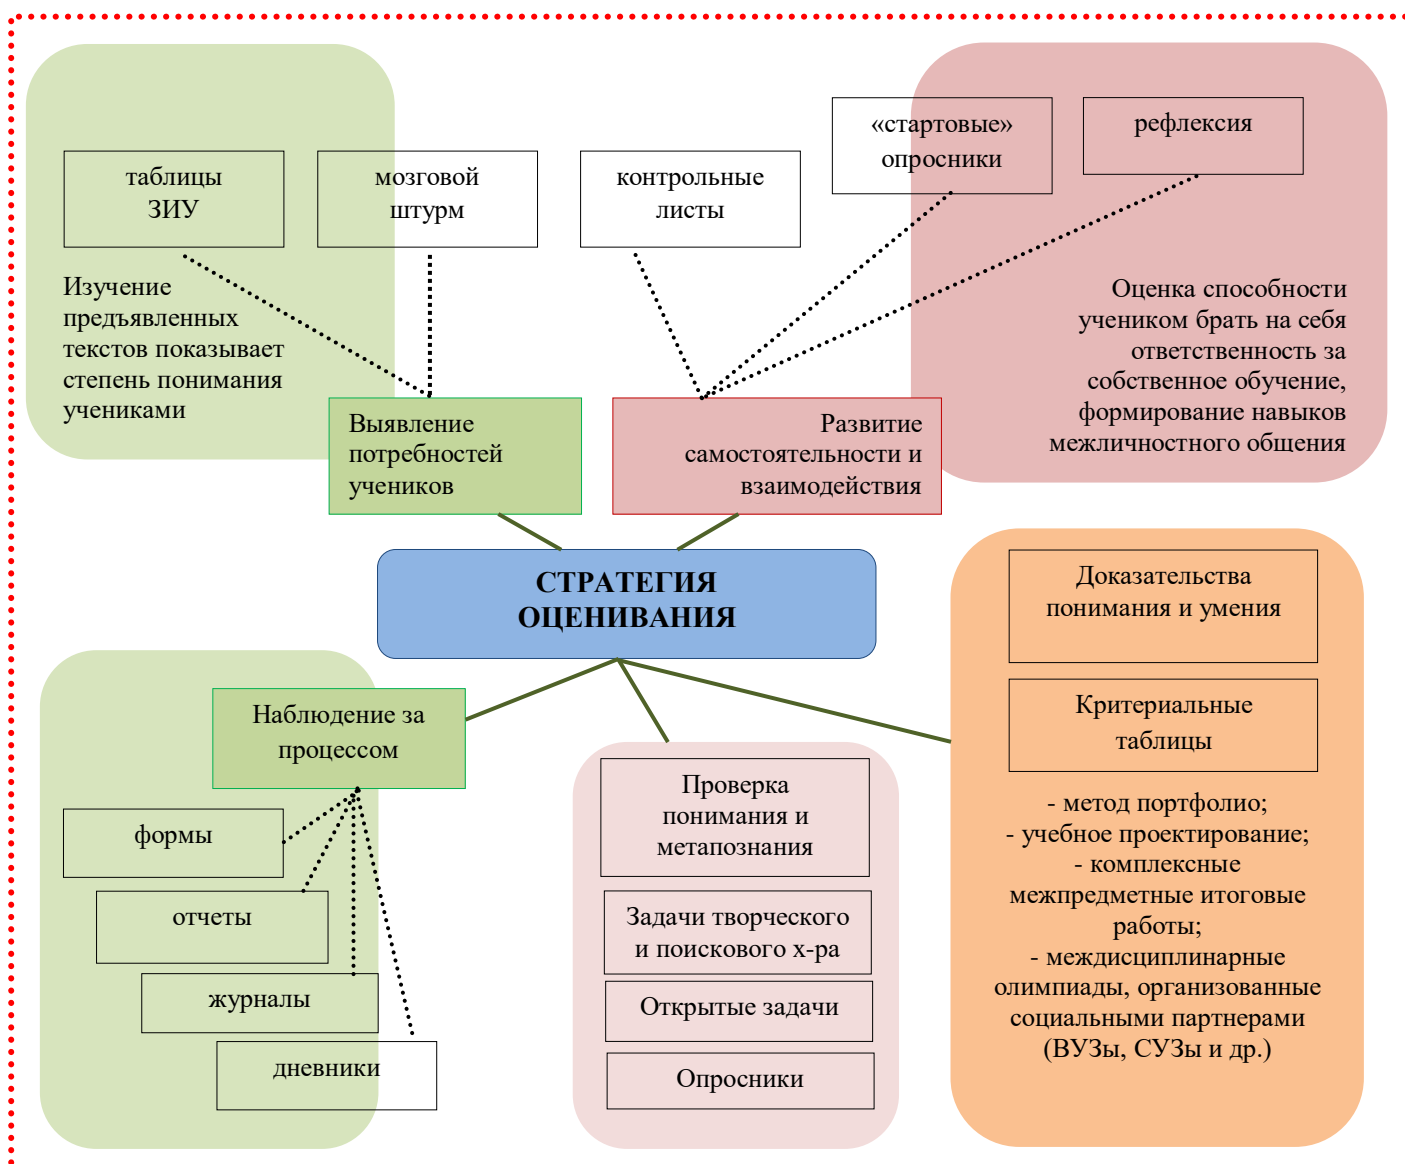 таблицы
ЗИУ
мозговой
штурм
контрольные
листы
«стартовые»
опросники
рефлексия
Изучение
предъявленных
текстов показывает
степень понимания
учениками
Оценка способности
учеником брать на себя
ответственность за
собственное обучение,
формирование навыков
межличностного общения
Выявление
потребностей
учеников
Развитие
самостоятельности и
взаимодействия
СТРАТЕГИЯ
ОЦЕНИВАНИЯ
Наблюдение за
процессом
формы
отчеты
журналы
дневники
Проверка
понимания и
метапознания
Задачи творческого
и поискового х-ра
Открытые задачи
Опросники
Доказательства
понимания и умения
Критериальные
таблицы
- метод портфолио;
- учебное проектирование;
- комплексные
межпредметные итоговые
работы;
- междисциплинарные
олимпиады, организованные
социальными партнерами
(ВУЗы, СУЗы и др.)